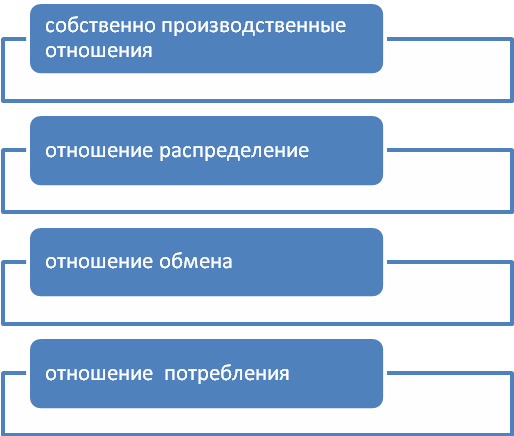 собственно производственные
отношения
отношение распределение
отношение обмена
отношение  потребления